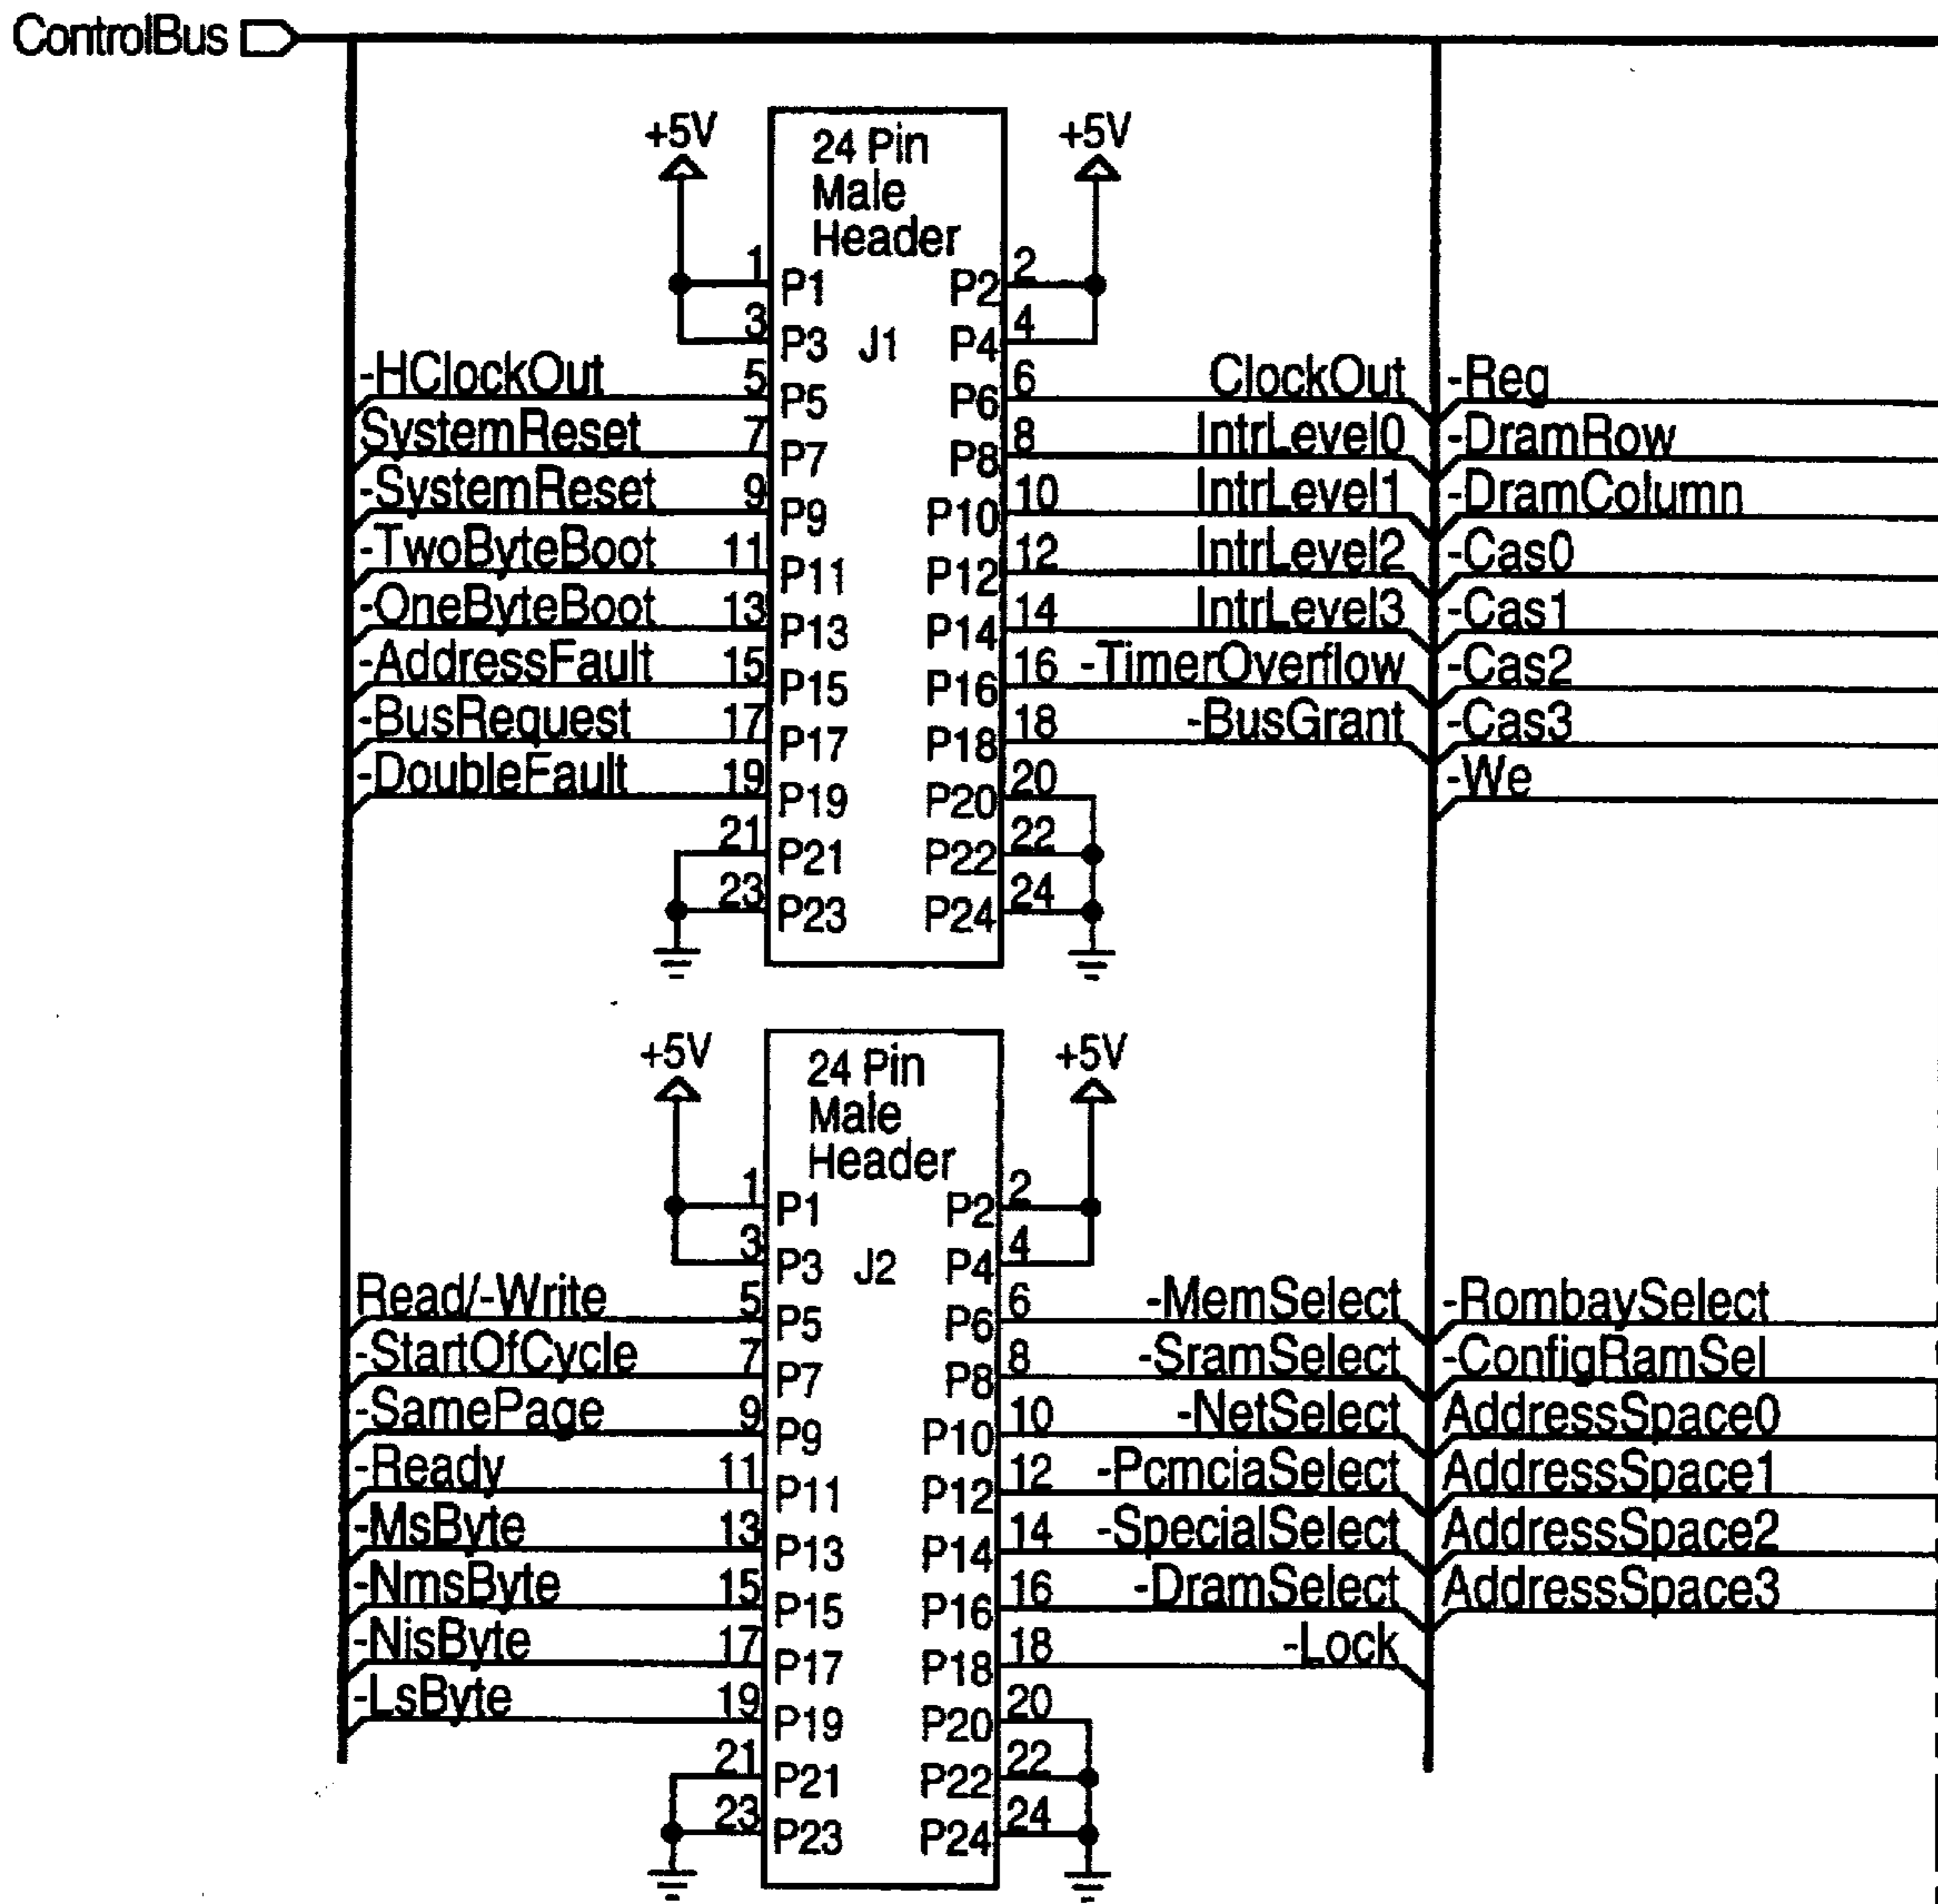 ControlBus
+5V
24 Pin
Male
Header
+5V
1 P1 P2 2
3 P3 J1 P4 4
-HClockOut 5 P5 P6 6 ClockOut -Reg
SystemReset 7 P7 P8 8 IntrLevel0 -DramRow
-SystemReset 9 P9 P10 10 IntrLevel1 -DramColumn
-TwoByteBoot 11 P11 P12 12 IntrLevel2 -Cas0
-OneByteBoot 13 P13 P14 14 IntrLevel3 -Cas1
-AddressFault 15 P15 P16 16 -TimerOverflow -Cas2
-BusRequest 17 P17 P18 18 -BusGrant -Cas3
-DoubleFault 19 P19 P20 20 -We
21 P21 P22 22
23 P23 P24 24
+5V
24 Pin
Male
Header
+5V
1 P1 P2 2
3 P3 J2 P4 4
Read/-Write 5 P5 P6 6 -MemSelect -RombaySelect
-StartOfCycle 7 P7 P8 8 -SramSelect -ConfigRamSel
-SamePage 9 P9 P10 10 -NetSelect AddressSpace0
-Ready 11 P11 P12 12 -PcmciaSelect AddressSpace1
-MsByte 13 P13 P14 14 -SpecialSelect AddressSpace2
-NmsByte 15 P15 P16 16 -DramSelect AddressSpace3
-NisByte 17 P17 P18 18 -Lock
-LsByte 19 P19 P20 20
21 P21 P22 22
23 P23 P24 24